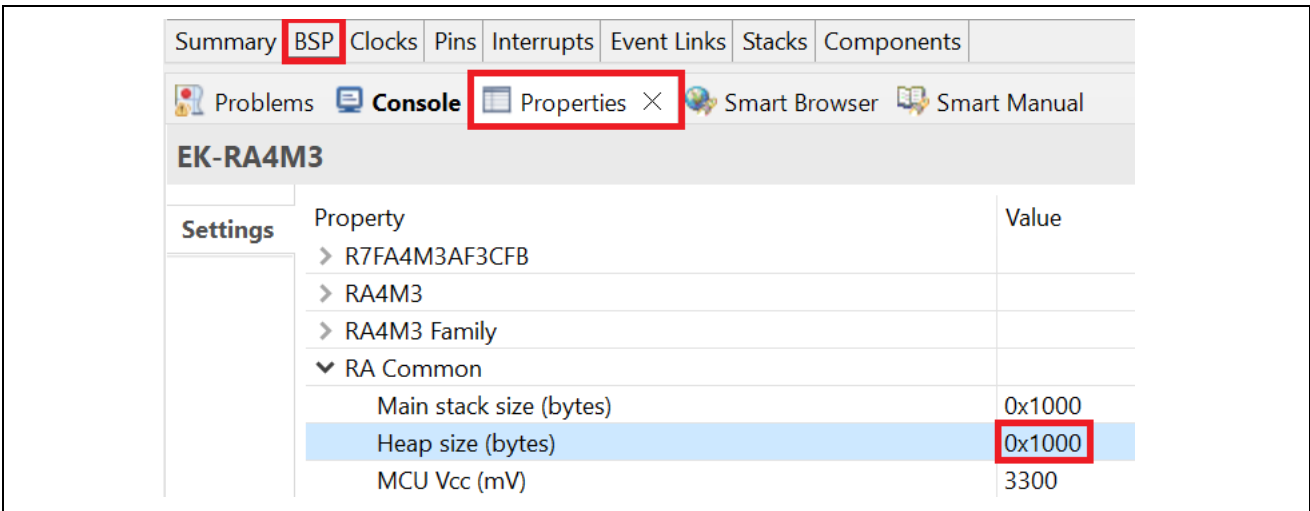 Summary BSP Clocks Pins Interrupts Event Links Stacks Components
Problems Console Properties Smart Browser Smart Manual
EK-RA4M3
Settings
Property Value
R7FA4M3AF3CFB
RA4M3
RA4M3 Family
RA Common
Main stack size (bytes) 0x1000
Heap size (bytes) 0x1000
MCU Vcc (mV) 3300